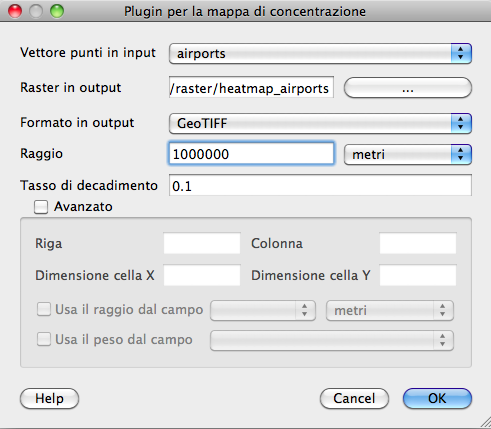 Plugin per la mappa di concentrazione
Vettore punti in input airports
Raster in output /raster/heatmap_airports ...
Formato in output GeoTIFF
Raggio 1000000 metri
Tasso di decadimento 0.1
Avanzato
Riga Colonna
Dimensione cella X Dimensione cella Y
Usa il raggio dal campo metri
Usa il peso dal campo
Help Cancel OK